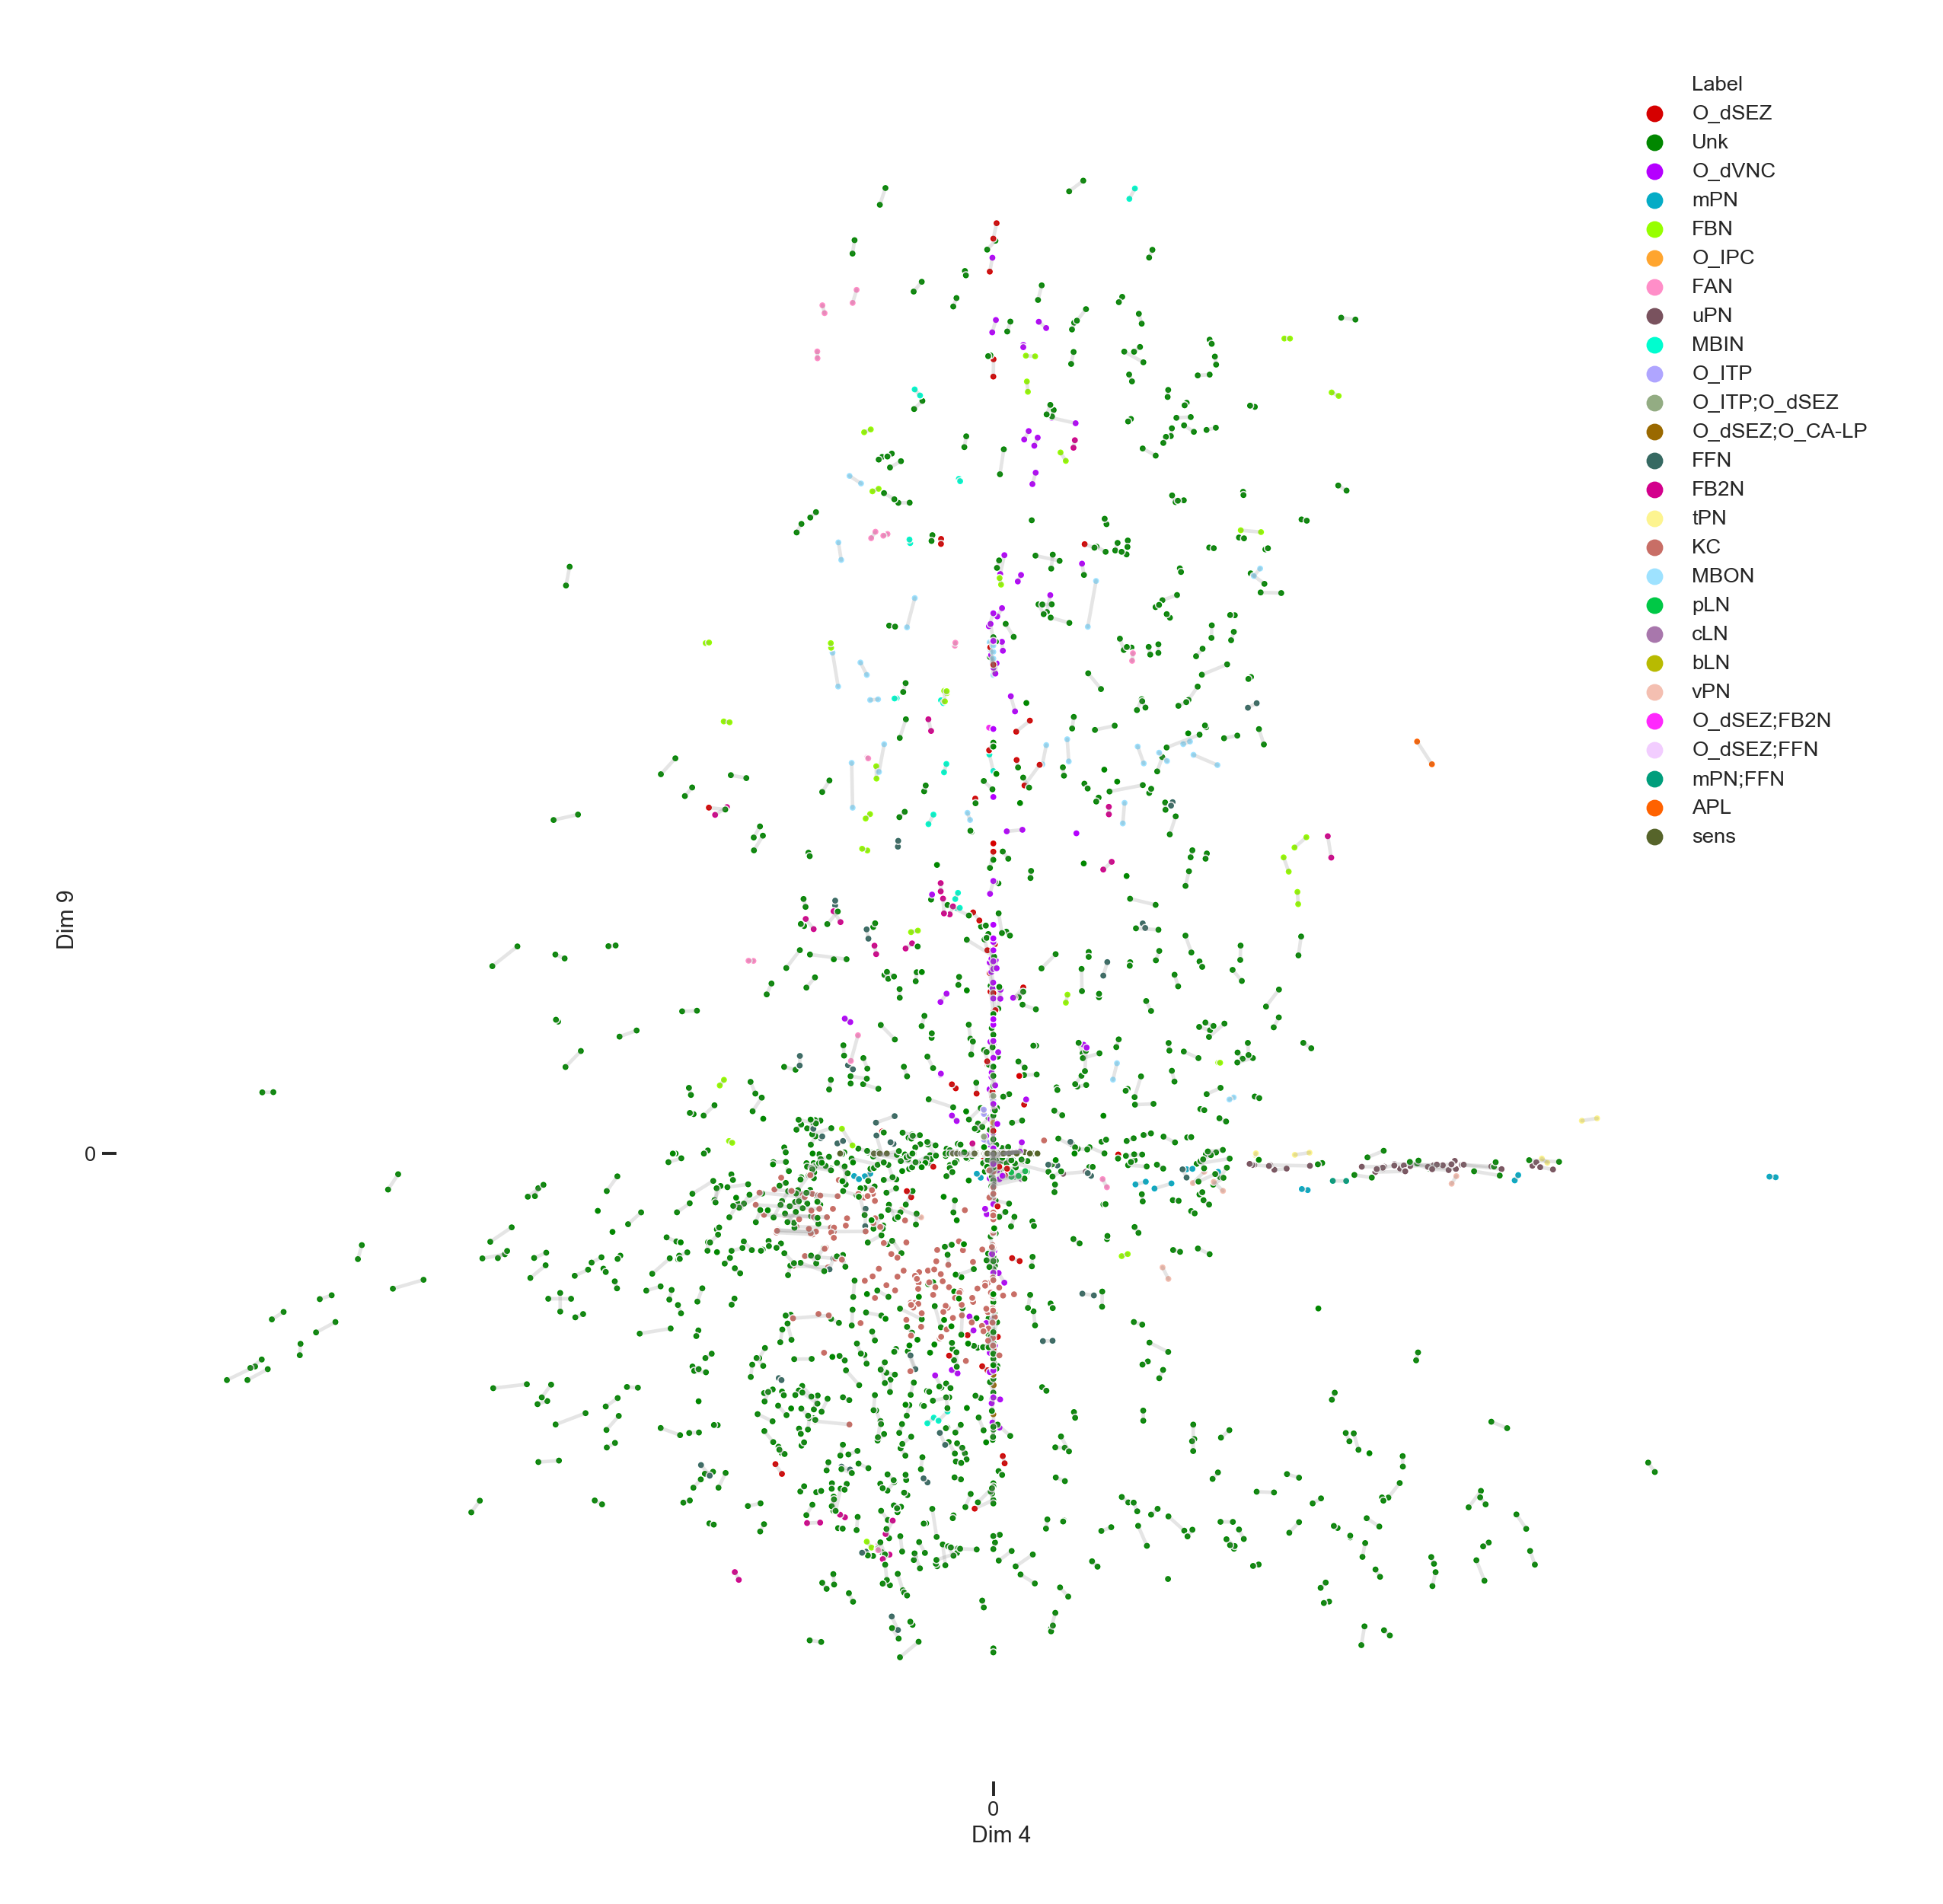 Label
O_dSEZ
Unk
O_dVNC
mPN
FBN
O_IPC
FAN
uPN
MBIN
O_ITP
O_ITP;O_dSEZ
O_dSEZ;O_CA-LP
FFN
FB2N
tPN
KC
MBON
pLN
cLN
bLN
vPN
O_dSEZ;FB2N
O_dSEZ;FFN
mPN;FFN
APL
sens
Dim 9
0
0
Dim 4